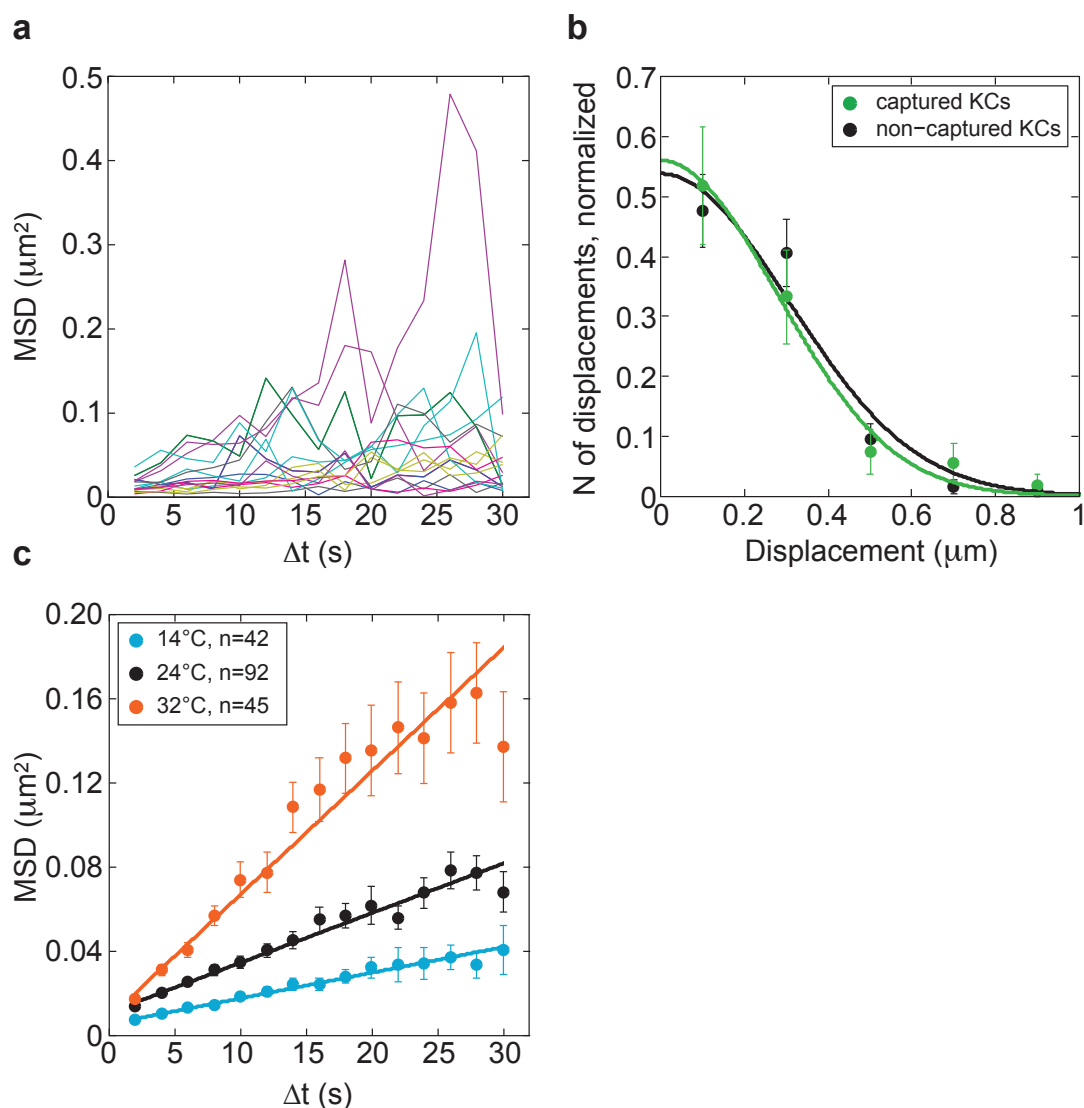 a
0.5
0.4
0.3
0.2
0.1
0
MSD (μm²)
0 5 10 15 20 25 30
Δt (s)
b
0.7
0.6
0.5
0.4
0.3
0.2
0.1
0
N of displacements, normalized
captured KCs
non−captured KCs
0 0.2 0.4 0.6 0.8 1
Displacement (μm)
c
0.20
0.16
0.12
0.08
0.04
0
MSD (μm²)
14°C, n=42
24°C, n=92
32°C, n=45
0 5 10 15 20 25 30
Δt (s)